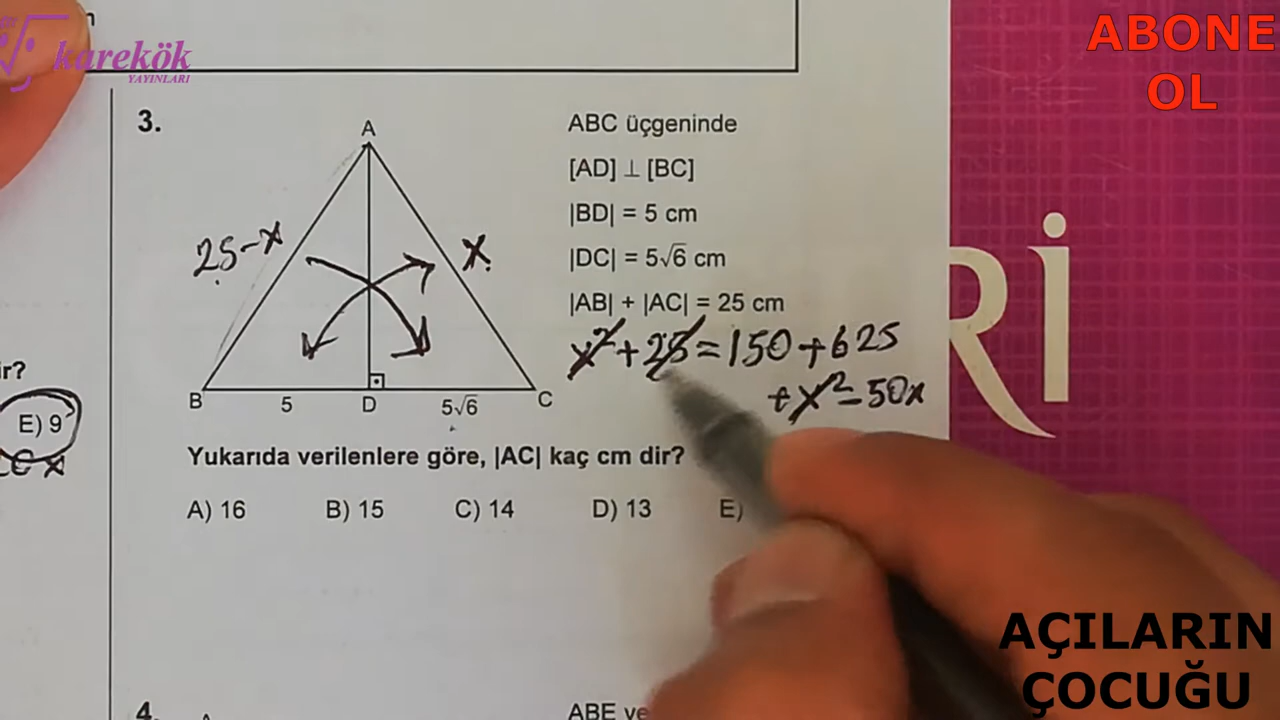 karekök
YAYINLARI
ABONE
OL
3.
A
ABC üçgeninde
[AD] ⊥ [BC]
|BD| = 5 cm
|DC| = 5√6 cm
|AB| + |AC| = 25 cm
25-x
x
x² + 25 = 150 + 625
+ x² - 50x
B
5
D
5√6
C
Yukarıda verilenlere göre, |AC| kaç cm dir?
A) 16
B) 15
C) 14
D) 13
E)
ir?
E) 9
Rİ
4.
ABE ve
AÇILARIN
ÇOCUĞU